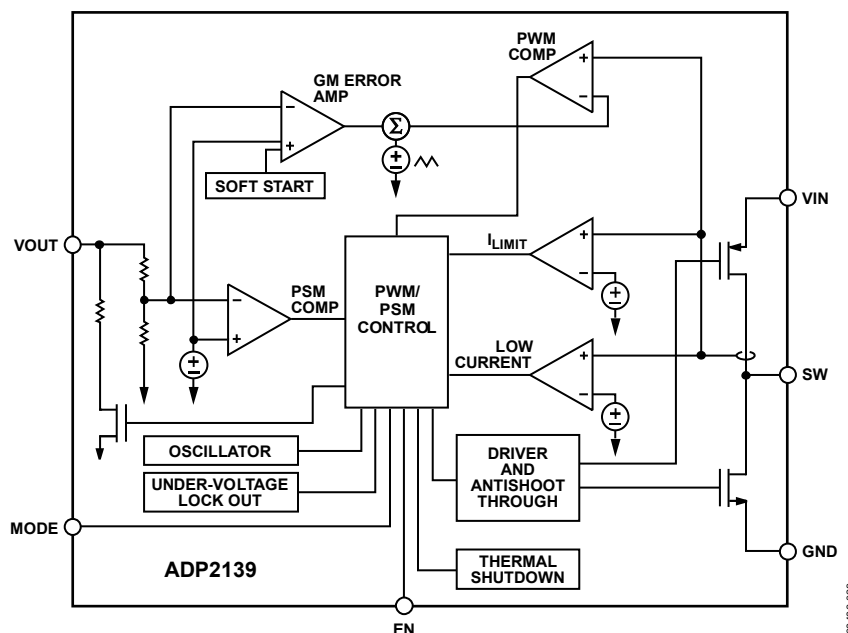 PWM
COMP
GM ERROR
AMP
+
−
−
+
Σ
+
−
SOFT START
VIN
VOUT
ILIMIT
+
−
+
−
PSM
COMP
−
+
PWM/
PSM
CONTROL
+
−
LOW
CURRENT
+
−
+
−
SW
OSCILLATOR
DRIVER
AND
ANTISHOOT
THROUGH
UNDER-VOLTAGE
LOCK OUT
MODE
GND
ADP2139
THERMAL
SHUTDOWN
EN